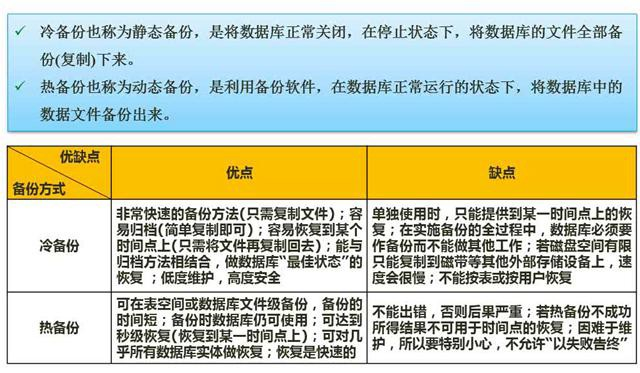 ✓ 冷备份也称为静态备份，是将数据库正常关闭，在停止状态下，将数据库的文件全部备
份(复制)下来。
✓ 热备份也称为动态备份，是利用备份软件，在数据库正常运行的状态下，将数据库中的
数据文件备份出来。
优缺点
备份方式
优点
缺点
冷备份
非常快速的备份方法(只需复制文件)；容
易归档(简单复制即可)；容易恢复到某个
时间点上(只需将文件再复制回去)；能与
归档方法相结合，做数据库“最佳状态”的
恢复；低度维护，高度安全
单独使用时，只能提供到某一时间点上的恢
复；在实施备份的全过程中，数据库必须要
作备份而不能做其他工作；若磁盘空间有限
只能复制到磁带等其他外部存储设备上，速
度会很慢；不能按表或按用户恢复
热备份
可在表空间或数据库文件级备份，备份的
时间短；备份时数据库仍可使用；可达到
秒级恢复(恢复到某一时间点上)；可对几
乎所有数据库实体做恢复；恢复是快速的
不能出错，否则后果严重；若热备份不成功
所得结果不可用于时间点的恢复；困难于维
护，所以要特别小心，不允许“以失败告终”